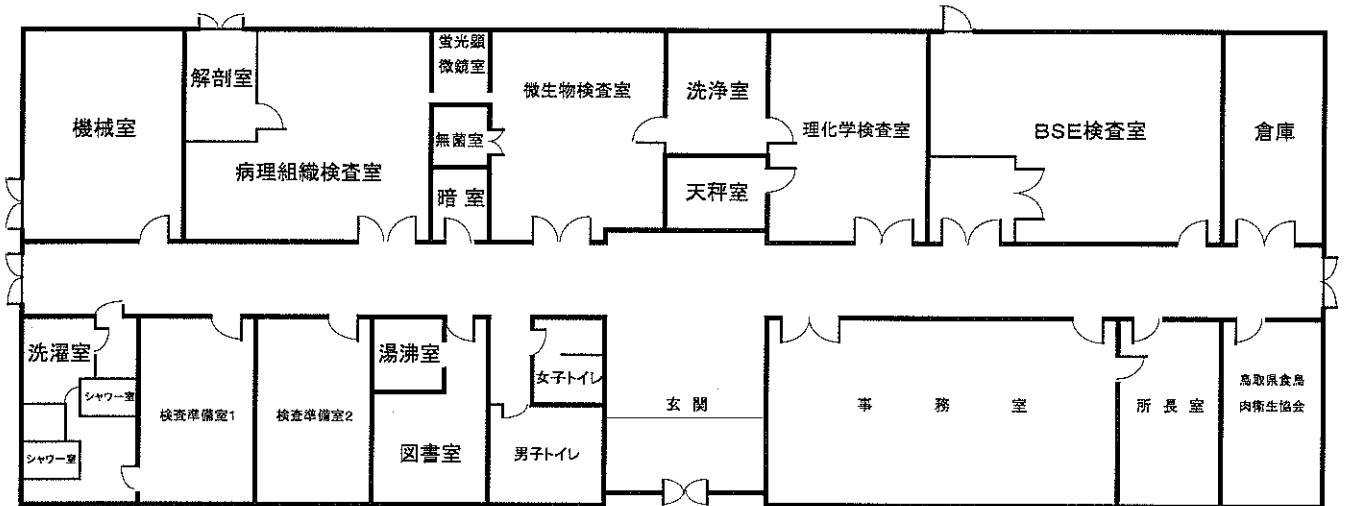 機械室
解剖室
病理組織検査室
蛍光顕
微鏡室
無菌室
暗室
微生物検査室
洗浄室
天秤室
理化学検査室
BSE検査室
倉庫
洗濯室
シャワー室
シャワー室
検査準備室1
検査準備室2
湯沸室
図書室
女子トイレ
男子トイレ
玄関
事務室
所長室
鳥取県食鳥
肉衛生協会